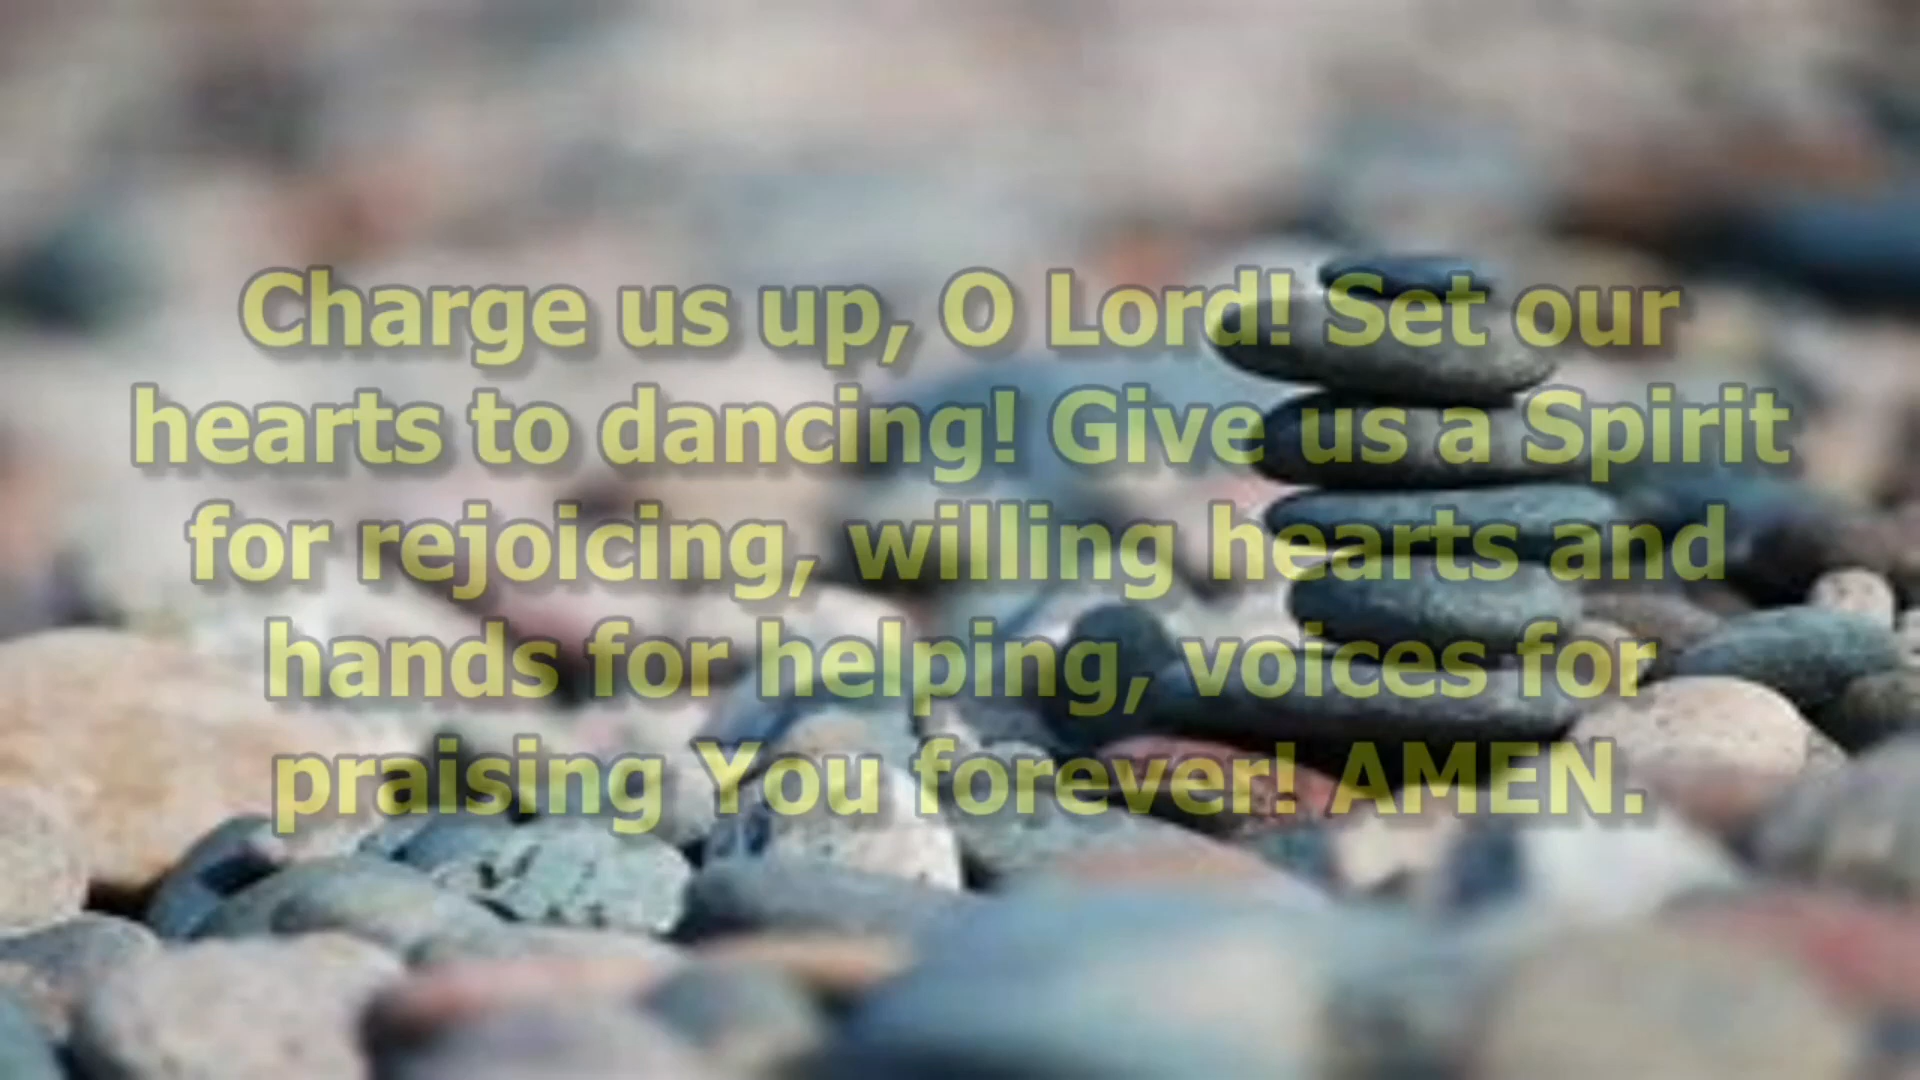 Charge us up, O Lord! Set our
hearts to dancing! Give us a Spirit
for rejoicing, willing hearts and
hands for helping, voices for
praising You forever! AMEN.